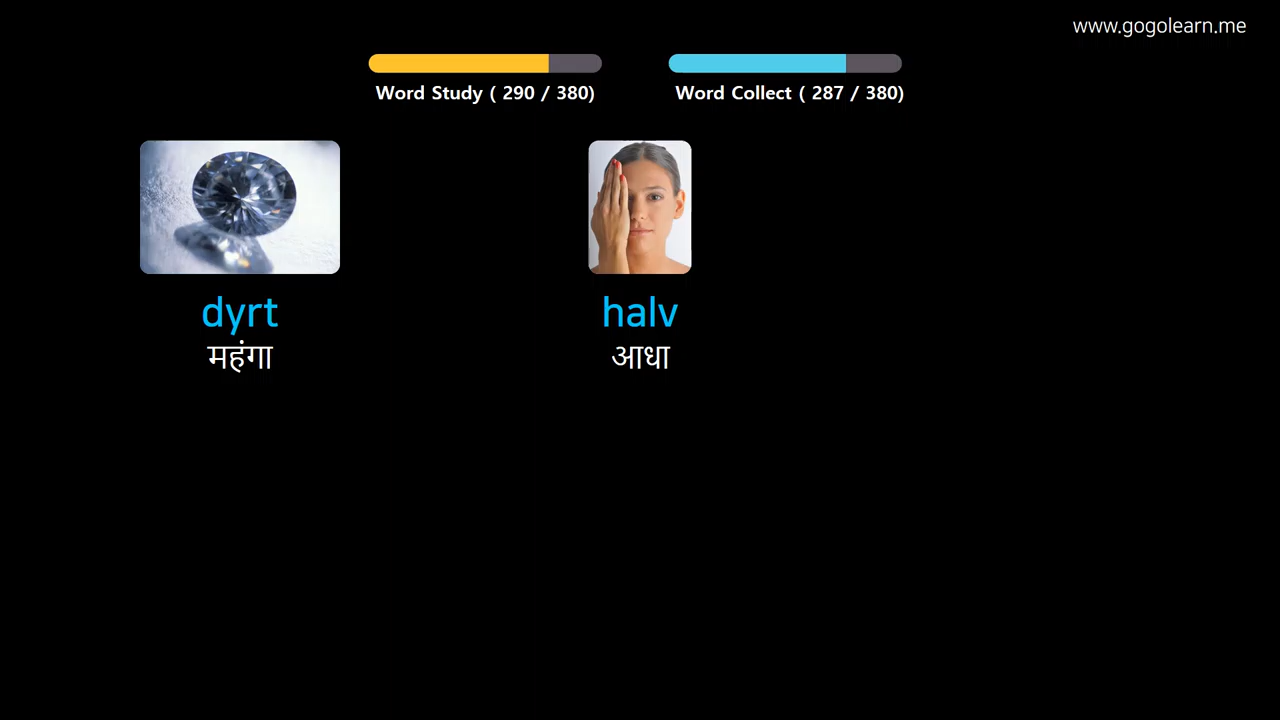 www.gogolearn.me
Word Study ( 290 / 380)
Word Collect ( 287 / 380)
dyrt
महंगा
halv
आधा